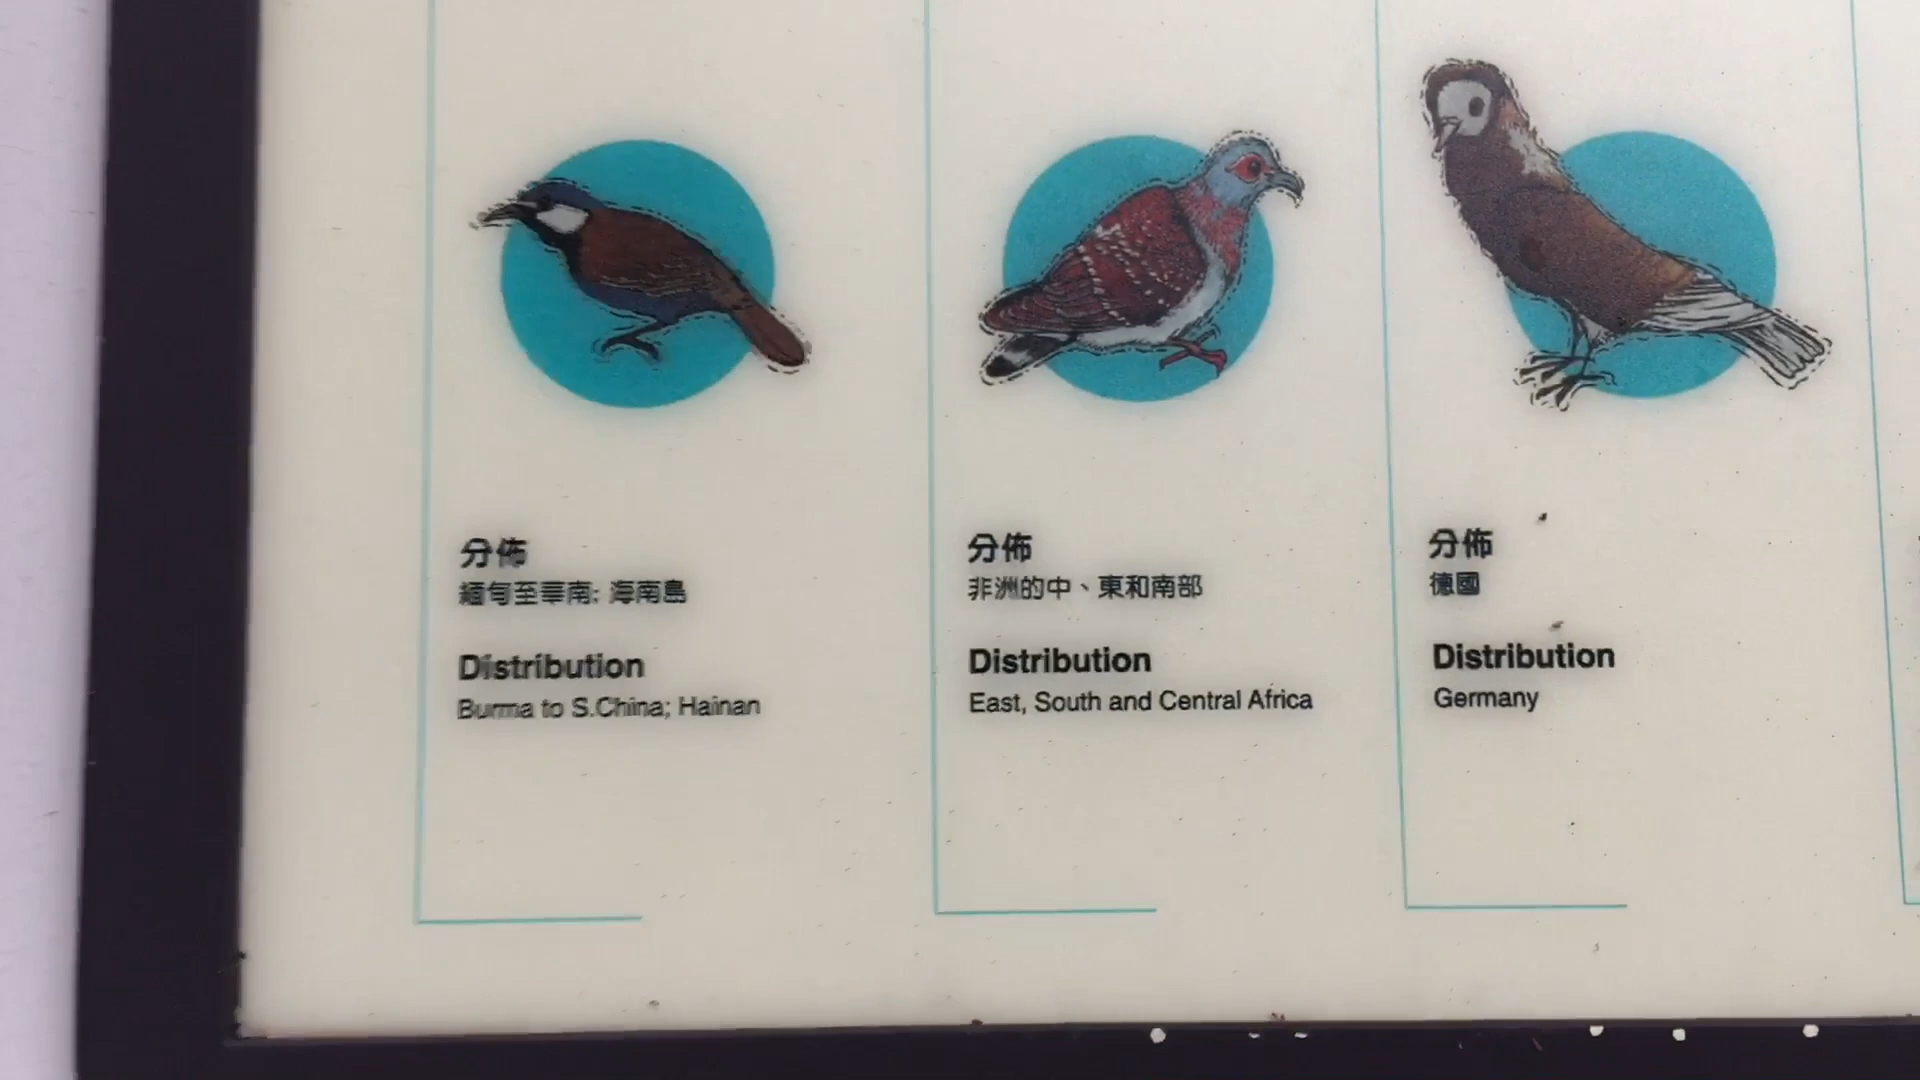 分佈
緬甸至華南; 海南島
Distribution
Burma to S.China; Hainan
分佈
非洲的中、東和南部
Distribution
East, South and Central Africa
分佈
德國
Distribution
Germany